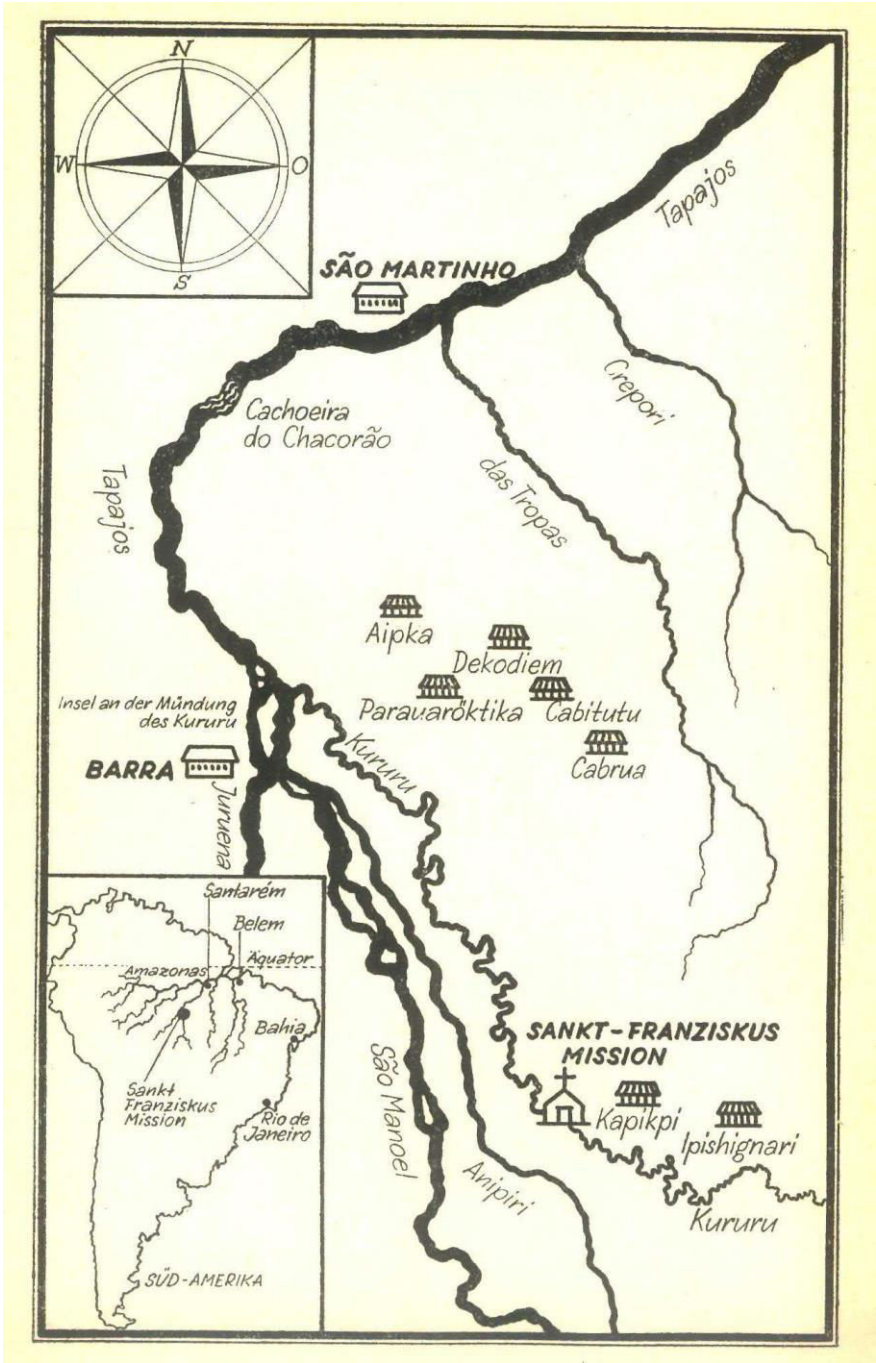 N
W
O
S
Tapajos
SÃO MARTINHO
Crepori
Cachoeira
do Chacorão
das Tropas
Tapajos
Aipka
Dekodiem
Parauaröktika
Cabitutu
Cabrua
Insel an der Mündung
des Kururu
Kururu
BARRA
Juruena
Santarém
Belem
Äquator
Amazonas
Bahia
Sankt
Franziskus
Mission
Rio de
Janeiro
SÜD-AMERIKA
São Manoel
Anipiri
SANKT-FRANZISKUS
MISSION
Kapikpi
Ipishignari
Kururu